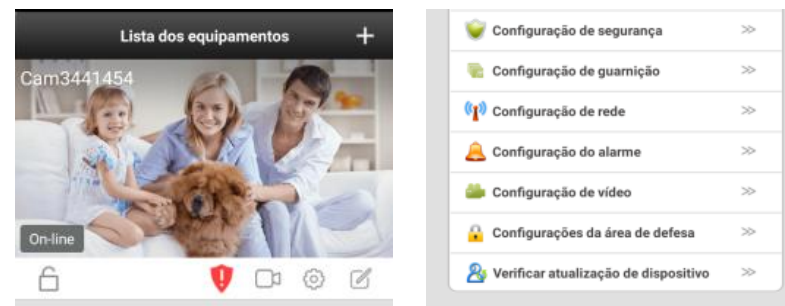 Lista dos equipamentos
Cam3441454
On-line
Configuração de segurança
Configuração de guarnição
Configuração de rede
Configuração do alarme
Configuração de vídeo
Configurações da área de defesa
Verificar atualização de dispositivo